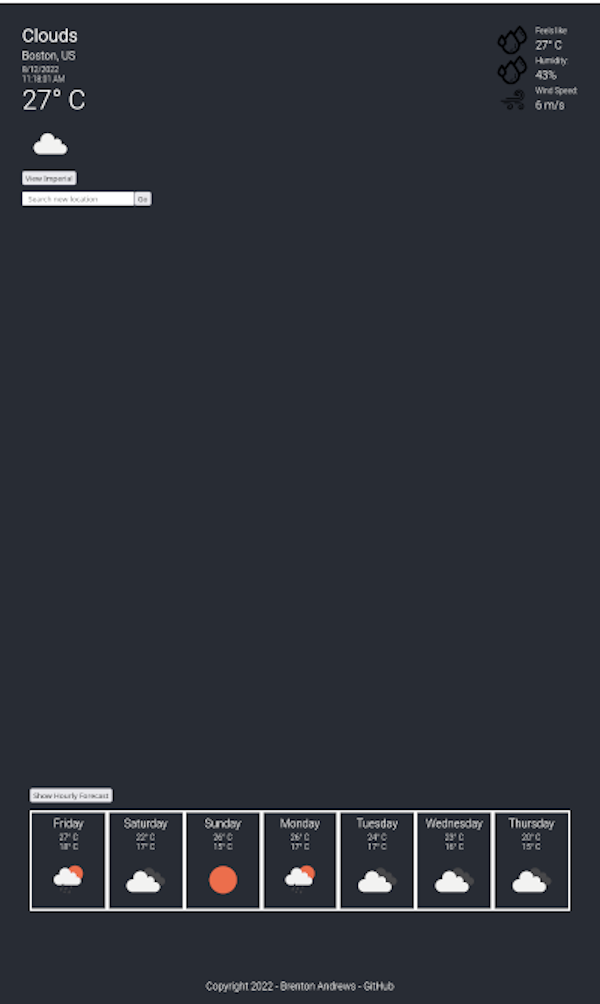 Clouds
Boston, US
8/12/2022
11:18:31 AM
27° C
View Imperial
Search new location
Go
Feels like
27° C
Humidity:
43%
Wind Speed:
6 m/s
Show Hourly Forecast
Friday
27° C
18° C
Saturday
22° C
17° C
Sunday
26° C
15° C
Monday
26° C
17° C
Tuesday
24° C
17° C
Wednesday
23° C
16° C
Thursday
20° C
15° C
Copyright 2022 - Brenton Andrews - GitHub